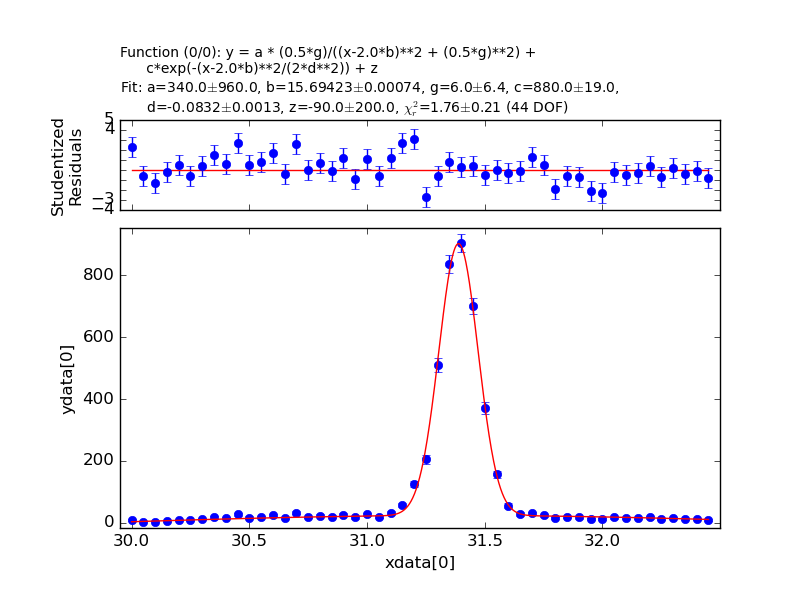 Function (0/0): y = a * (0.5*g)/((x-2.0*b)**2 + (0.5*g)**2) +
c*exp(-(x-2.0*b)**2/(2*d**2)) + z
Fit: a=340.0±960.0, b=15.69423±0.00074, g=6.0±6.4, c=880.0±19.0,
d=-0.0832±0.0013, z=-90.0±200.0, χ²ᵣ=1.76±0.21 (44 DOF)
Studentized
Residuals
5
4
−3
−4
ydata[0]
800
600
400
200
0
30.0 30.5 31.0 31.5 32.0
xdata[0]